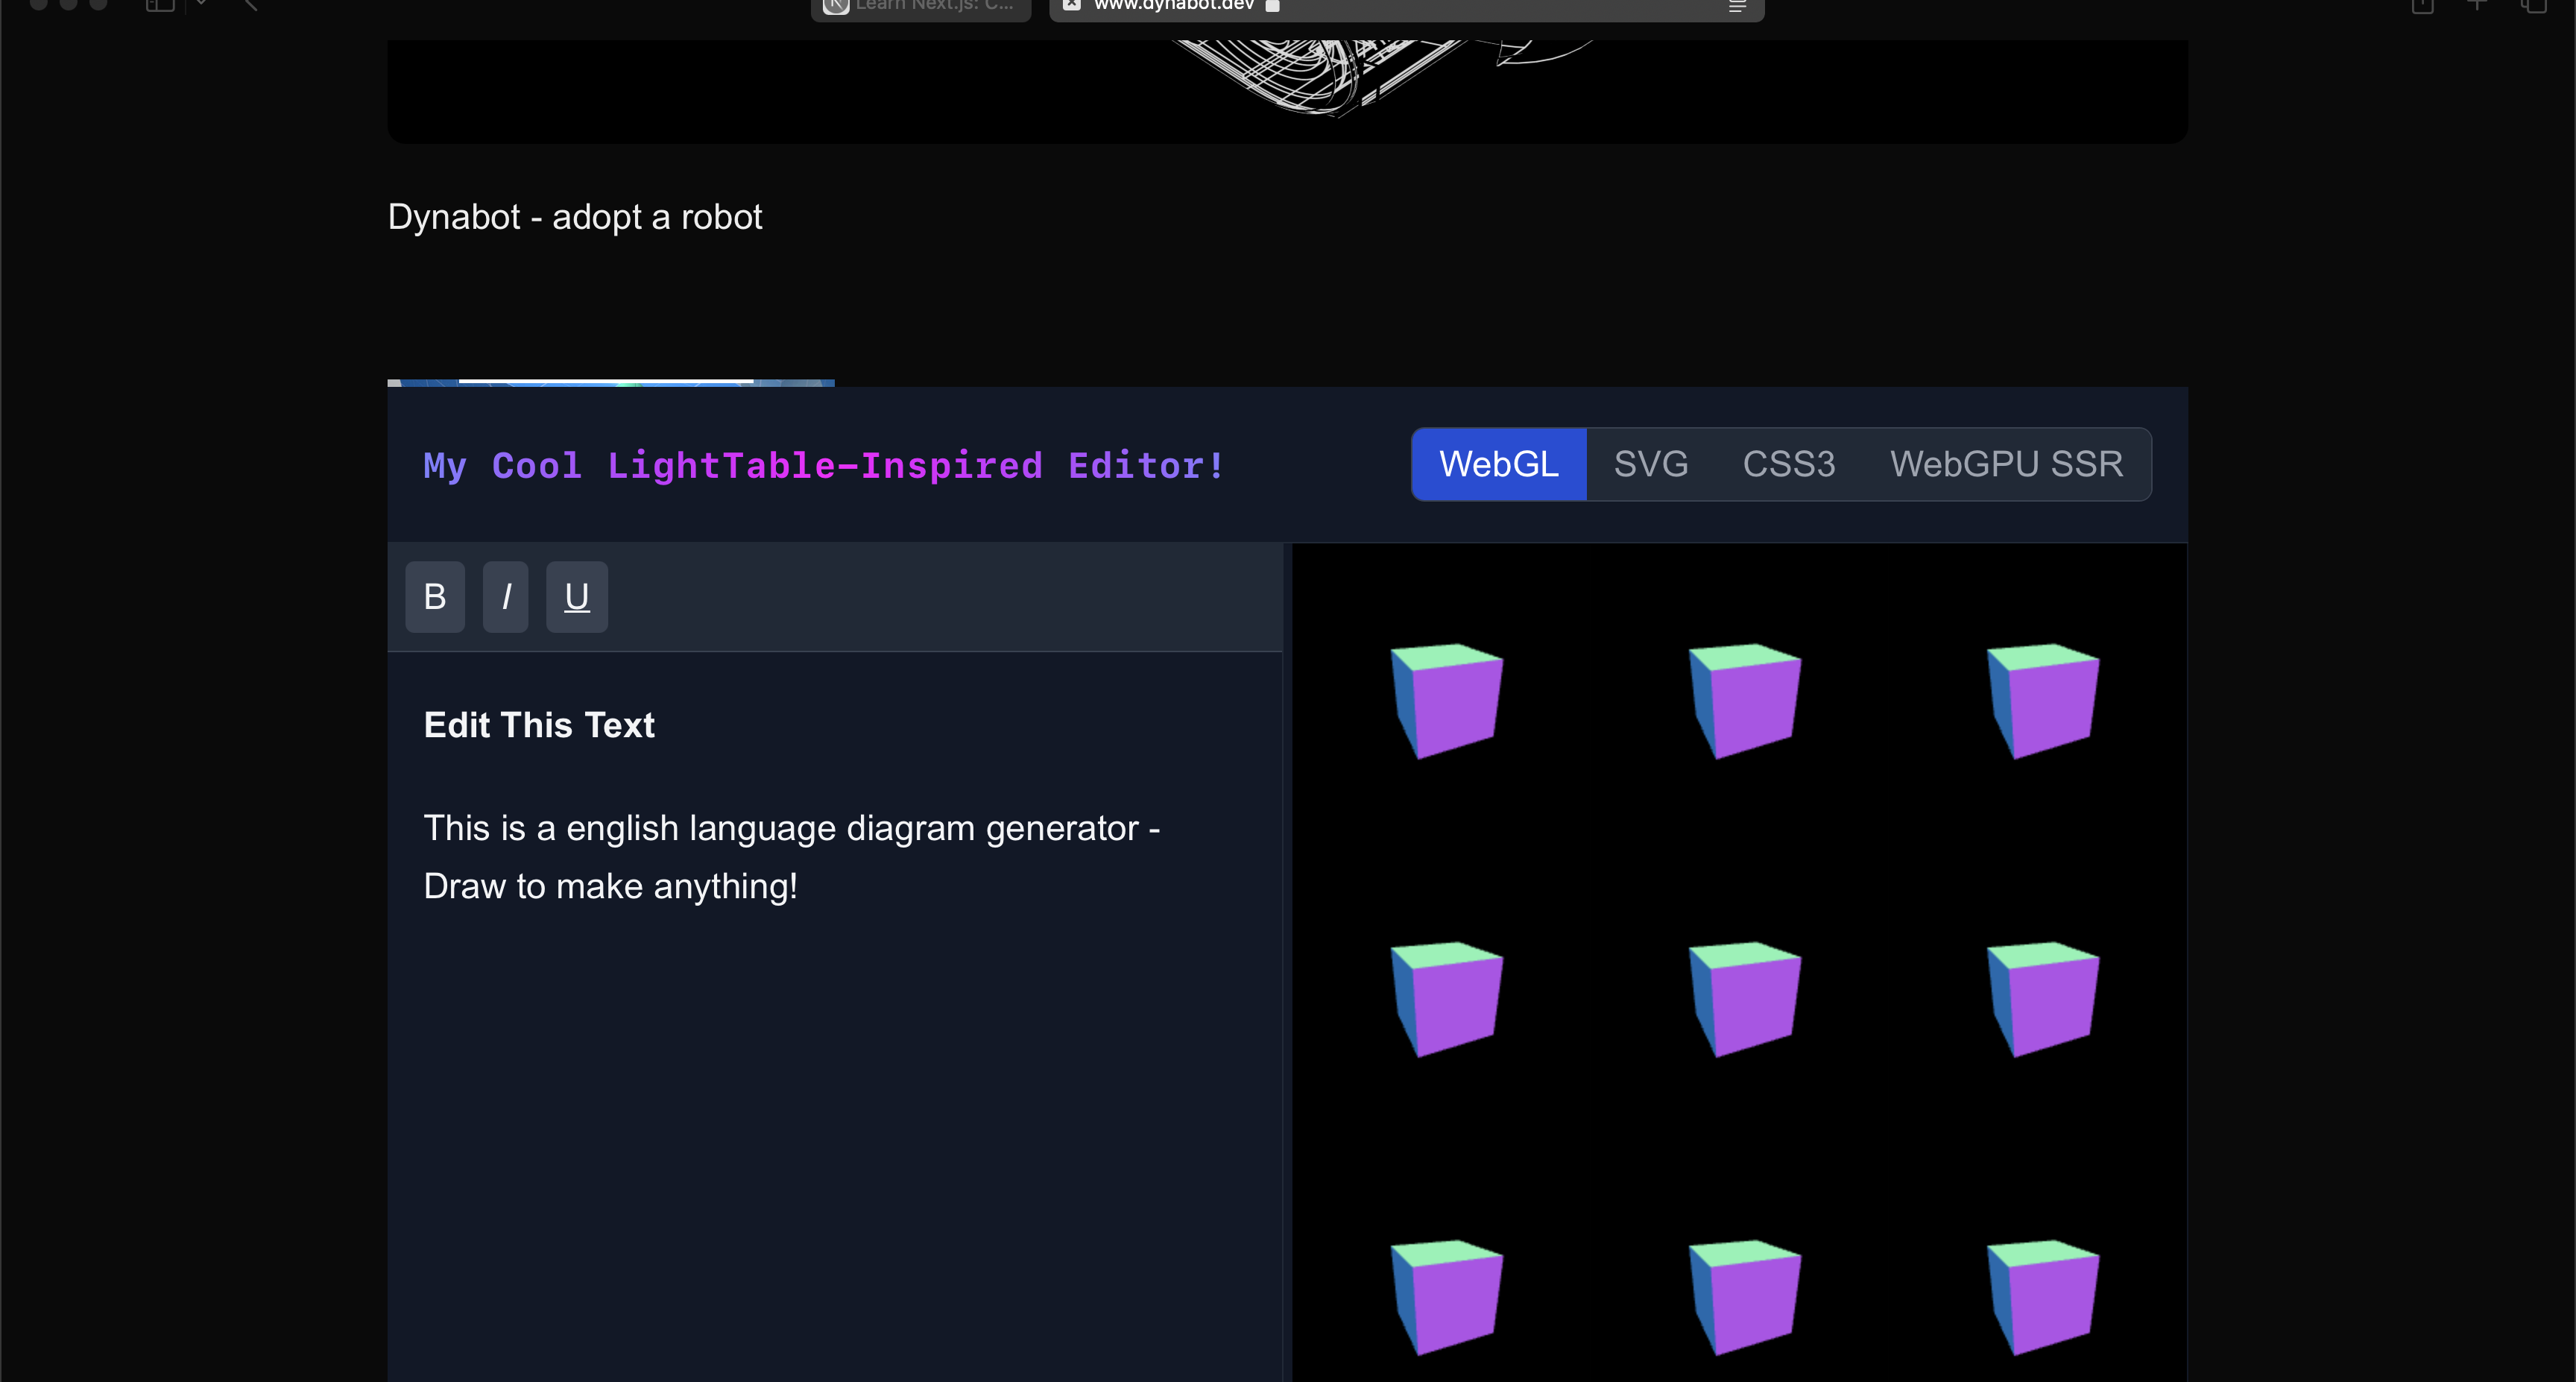 Learn Next.js: C...
www.dynabot.dev
Dynabot - adopt a robot
My Cool LightTable-Inspired Editor!
WebGL
SVG
CSS3
WebGPU SSR
B
I
U
Edit This Text
This is a english language diagram generator -
Draw to make anything!